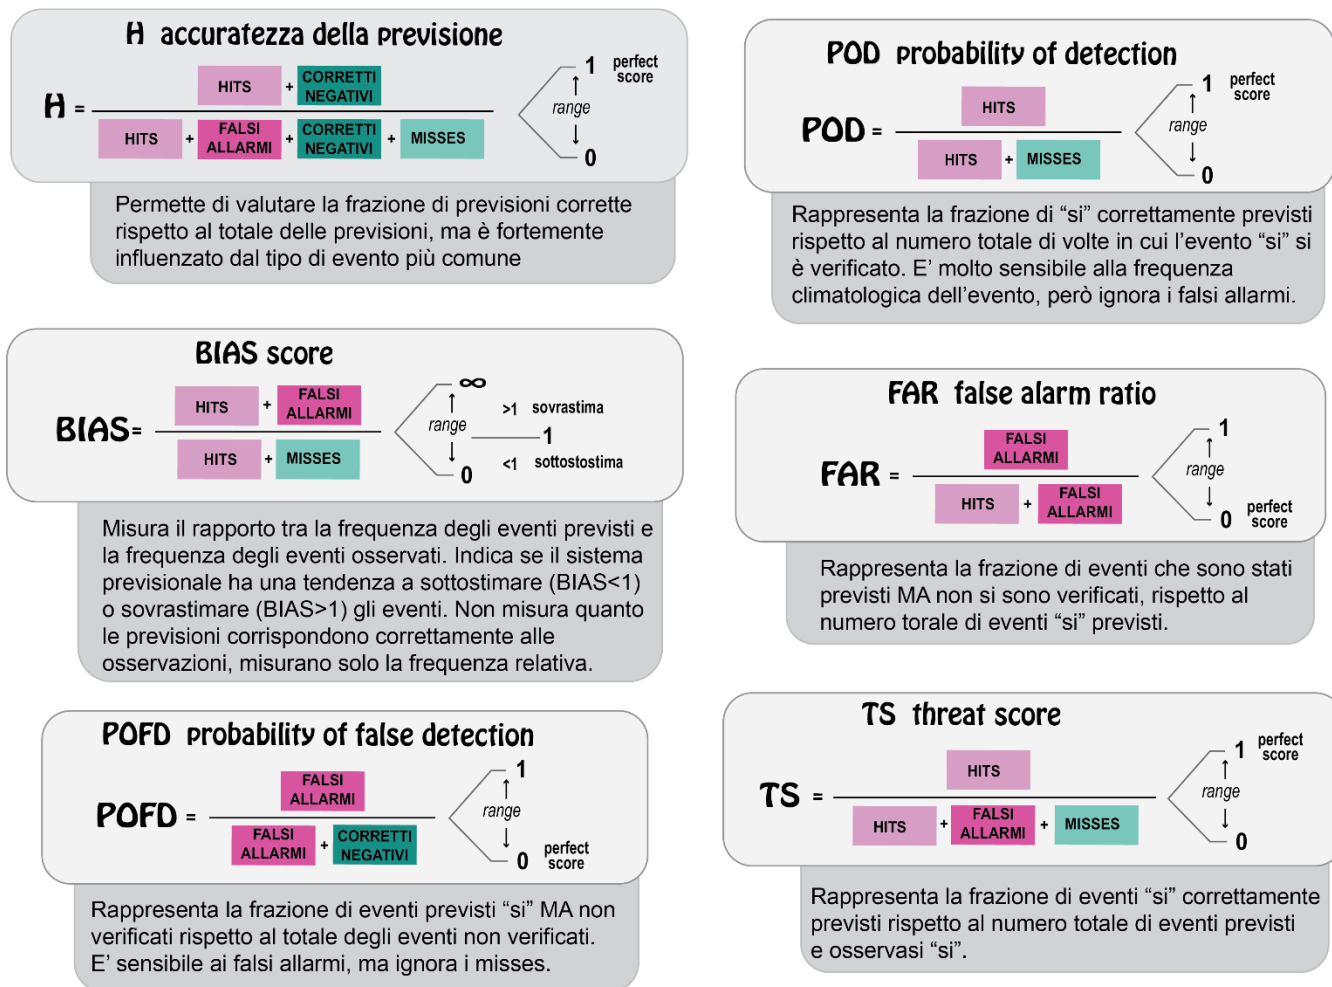 H accuratezza della previsione
H =
HITS + CORRETTI NEGATIVI
HITS + FALSI ALLARMI + CORRETTI NEGATIVI + MISSES
1 perfect score
range
0
Permette di valutare la frazione di previsioni corrette
rispetto al totale delle previsioni, ma è fortemente
influenzato dal tipo di evento più comune
POD probability of detection
POD =
HITS
HITS + MISSES
1 perfect score
range
0
Rappresenta la frazione di “si” correttamente previsti
rispetto al numero totale di volte in cui l’evento “si” si
è verificato. E’ molto sensibile alla frequenza
climatologica dell’evento, però ignora i falsi allarmi.
BIAS score
BIAS =
HITS + FALSI ALLARMI
HITS + MISSES
∞
>1 sovrastima
range
1
<1 sottostostima
0
Misura il rapporto tra la frequenza degli eventi previsti e
la frequenza degli eventi osservati. Indica se il sistema
previsionale ha una tendenza a sottostimare (BIAS<1)
o sovrastimare (BIAS>1) gli eventi. Non misura quanto
le previsioni corrispondono correttamente alle
osservazioni, misurano solo la frequenza relativa.
FAR false alarm ratio
FAR =
FALSI ALLARMI
HITS + FALSI ALLARMI
1
range
0 perfect score
Rappresenta la frazione di eventi che sono stati
previsti MA non si sono verificati, rispetto al
numero torale di eventi “si” previsti.
POFD probability of false detection
POFD =
FALSI ALLARMI
FALSI ALLARMI + CORRETTI NEGATIVI
1
range
0 perfect score
Rappresenta la frazione di eventi previsti “si” MA non
verificati rispetto al totale degli eventi non verificati.
E’ sensibile ai falsi allarmi, ma ignora i misses.
TS threat score
TS =
HITS
HITS + FALSI ALLARMI + MISSES
1 perfect score
range
0
Rappresenta la frazione di eventi “si” correttamente
previsti rispetto al numero totale di eventi previsti
e osservasi “si”.